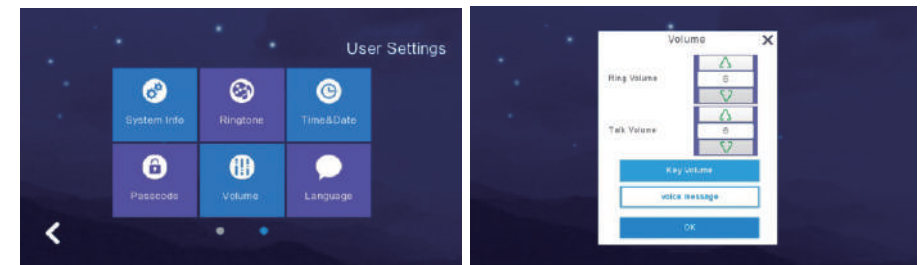 User Settings
System Info
Ringtone
Time&Date
Passcode
Volume
Language
Volume
Ring Volume
6
Talk Volume
6
Key Volume
voice message
OK